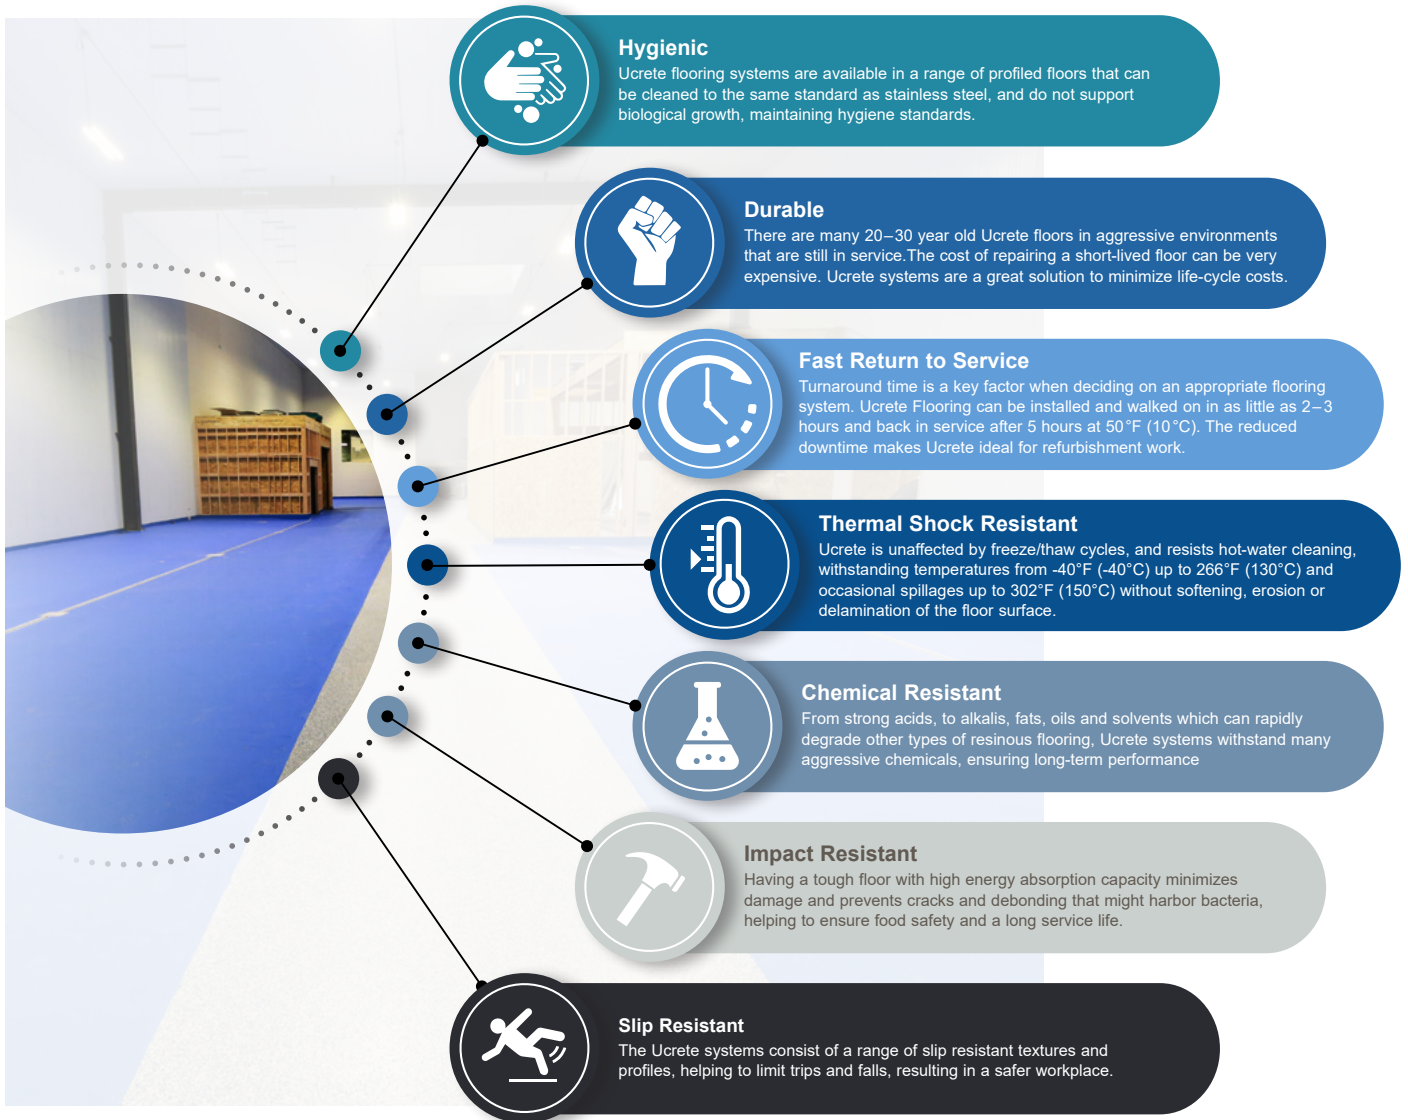 Hygienic
Ucrete flooring systems are available in a range of profiled floors that can
be cleaned to the same standard as stainless steel, and do not support
biological growth, maintaining hygiene standards.
Durable
There are many 20–30 year old Ucrete floors in aggressive environments
that are still in service.The cost of repairing a short-lived floor can be very
expensive. Ucrete systems are a great solution to minimize life-cycle costs.
Fast Return to Service
Turnaround time is a key factor when deciding on an appropriate flooring
system. Ucrete Flooring can be installed and walked on in as little as 2–3
hours and back in service after 5 hours at 50°F (10°C). The reduced
downtime makes Ucrete ideal for refurbishment work.
Thermal Shock Resistant
Ucrete is unaffected by freeze/thaw cycles, and resists hot-water cleaning,
withstanding temperatures from -40°F (-40°C) up to 266°F (130°C) and
occasional spillages up to 302°F (150°C) without softening, erosion or
delamination of the floor surface.
Chemical Resistant
From strong acids, to alkalis, fats, oils and solvents which can rapidly
degrade other types of resinous flooring, Ucrete systems withstand many
aggressive chemicals, ensuring long-term performance
Impact Resistant
Having a tough floor with high energy absorption capacity minimizes
damage and prevents cracks and debonding that might harbor bacteria,
helping to ensure food safety and a long service life.
Slip Resistant
The Ucrete systems consist of a range of slip resistant textures and
profiles, helping to limit trips and falls, resulting in a safer workplace.